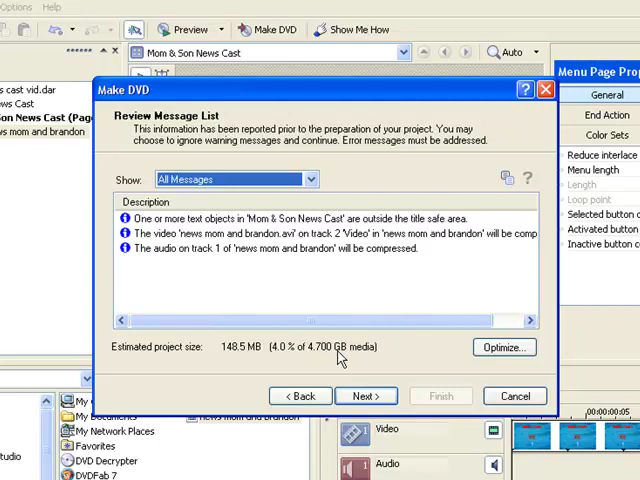 Options Help
Preview Make DVD Show Me How
Mom & Son News Cast Auto
s cast vid.dar
ws Cast
on News Cast (Pag
ws mom and brandon
Make DVD
Review Message List
This information has been reported prior to the preparation of your project. You may
choose to ignore warning messages and continue. Error messages must be addressed.
Show: All Messages
Description
One or more text objects in 'Mom & Son News Cast' are outside the title safe area.
The video 'news mom and brandon.avi' on track 2 'Video' in 'news mom and brandon' will be comp
The audio on track 1 of 'news mom and brandon' will be compressed.
Estimated project size: 148.5 MB (4.0 % of 4.700 GB media)
Optimize...
< Back Next > Finish Cancel
Menu Page Prop
General
End Action
Color Sets
Reduce interlace
Menu length
Length
Loop point
Selected button c
Activated button
Inactive button c
My Documents
My Network Places
Favorites
DVD Decrypter
DVDFab 7
tudio
news mom and brandon
00:00:00:05
Video
Audio
1